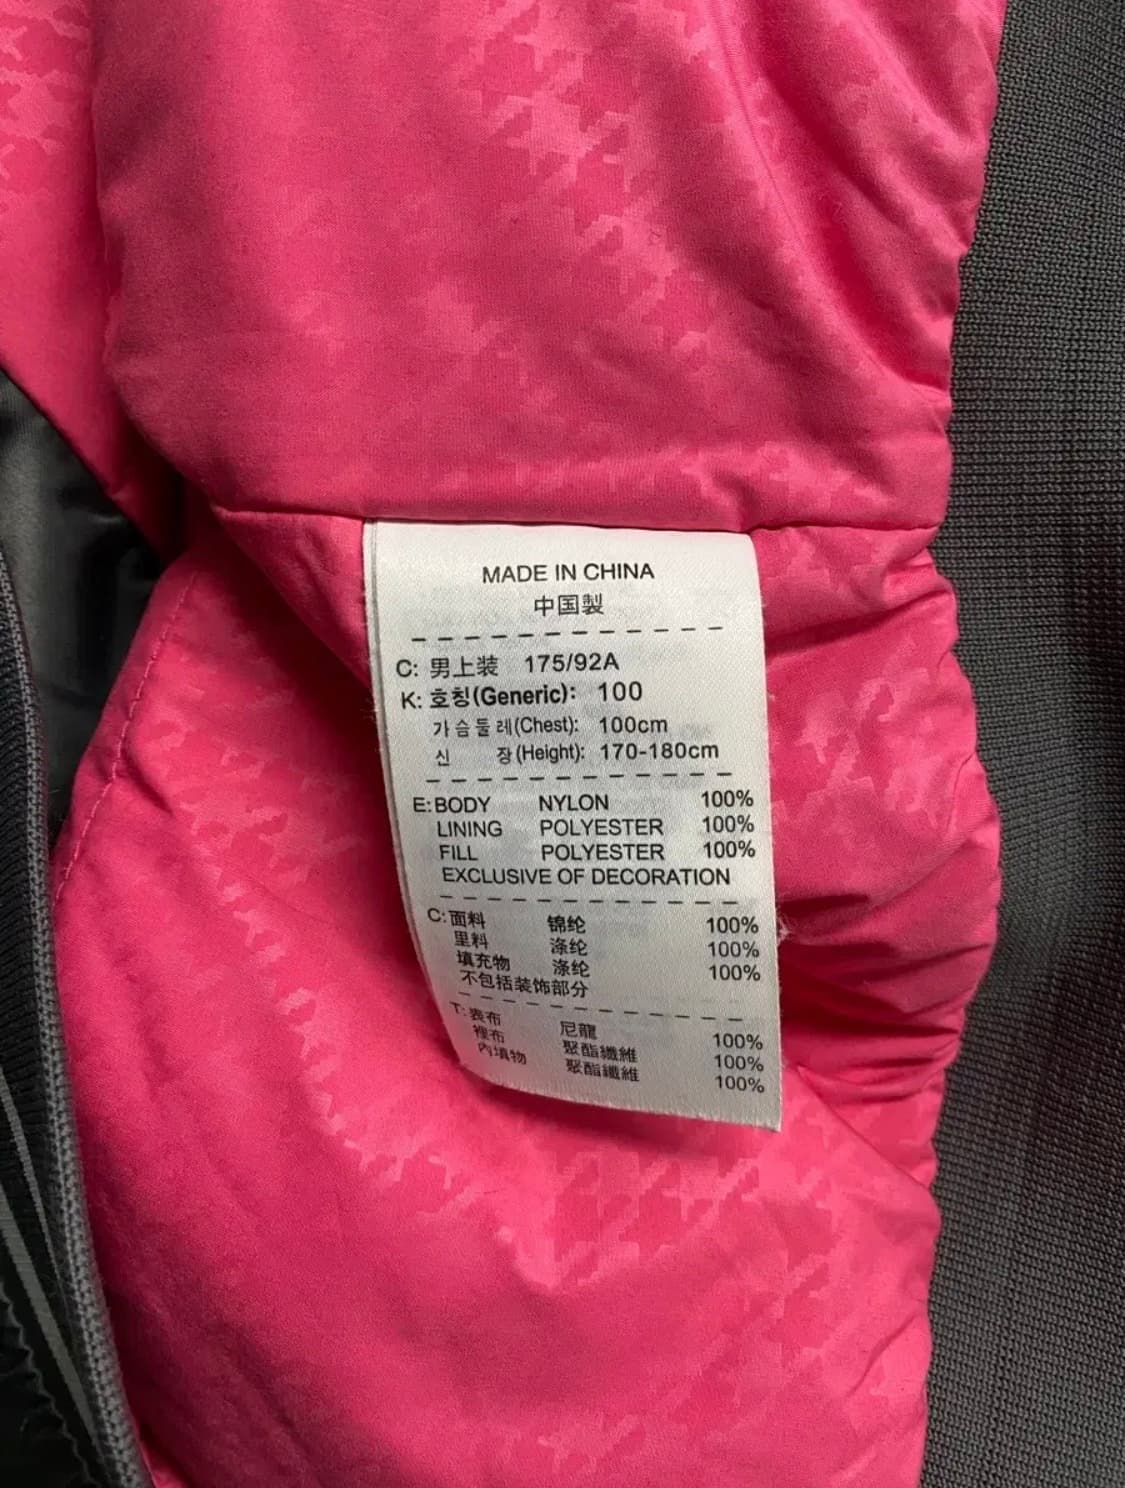 MADE IN CHINA
中国製
C: 男上装 175/92A
K: 호칭(Generic): 100
가슴둘레(Chest): 100cm
신 장(Height): 170-180cm
E: BODY NYLON 100%
LINING POLYESTER 100%
FILL POLYESTER 100%
EXCLUSIVE OF DECORATION
C: 面料 锦纶 100%
里料 涤纶 100%
填充物 涤纶 100%
不包括装饰部分
T: 表布 尼龍 100%
裡布 聚酯纖維 100%
內填物 聚酯纖維 100%